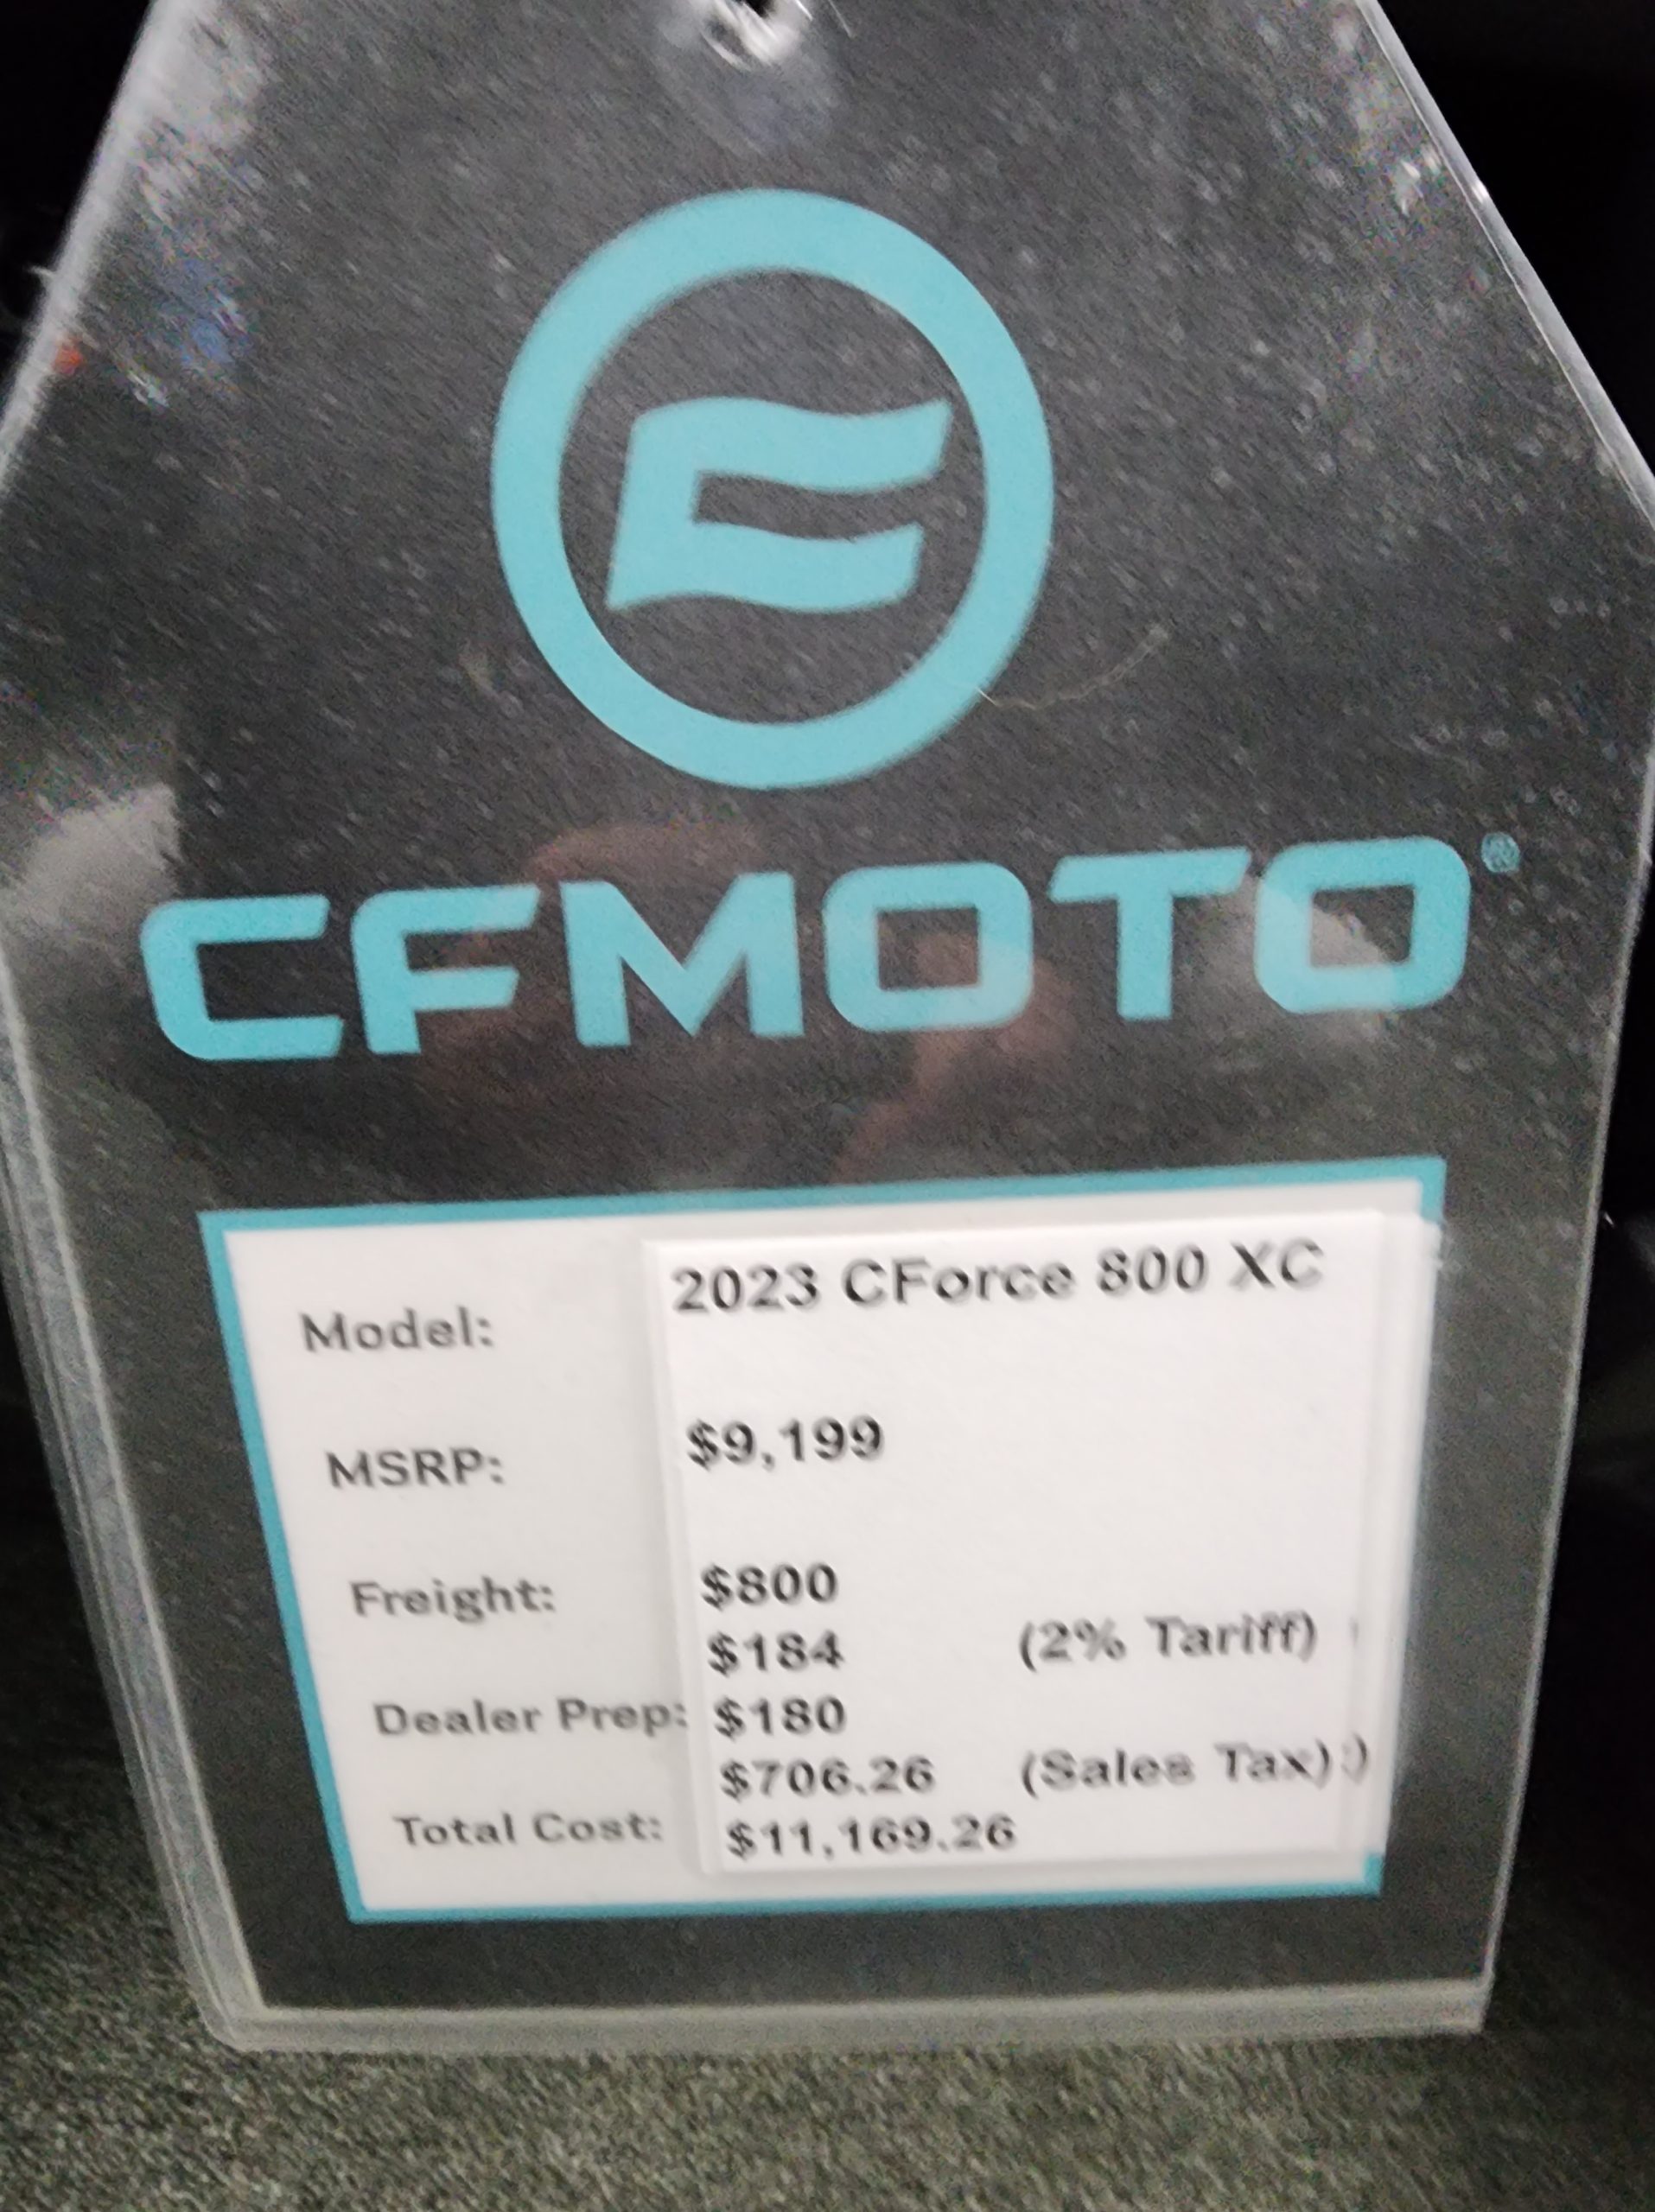 CFMOTO®
Model: 2023 CForce 800 XC
MSRP: $9,199
Freight: $800
$184 (2% Tariff)
Dealer Prep: $180
$706.26 (Sales Tax) )
Total Cost: $11,169.26